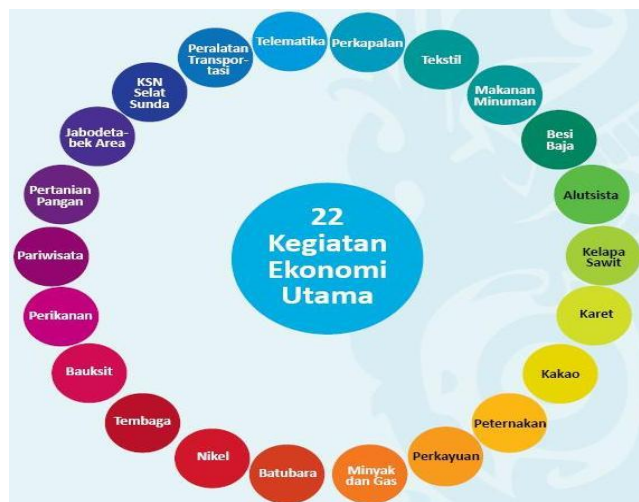 22
Kegiatan
Ekonomi
Utama
Telematika
Perkapalan
Tekstil
Makanan
Minuman
Besi
Baja
Alutsista
Kelapa
Sawit
Karet
Kakao
Peternakan
Perkayuan
Minyak
dan Gas
Batubara
Nikel
Tembaga
Bauksit
Perikanan
Pariwisata
Pertanian
Pangan
Jabodeta-
bek Area
KSN
Selat
Sunda
Peralatan
Transpor-
tasi